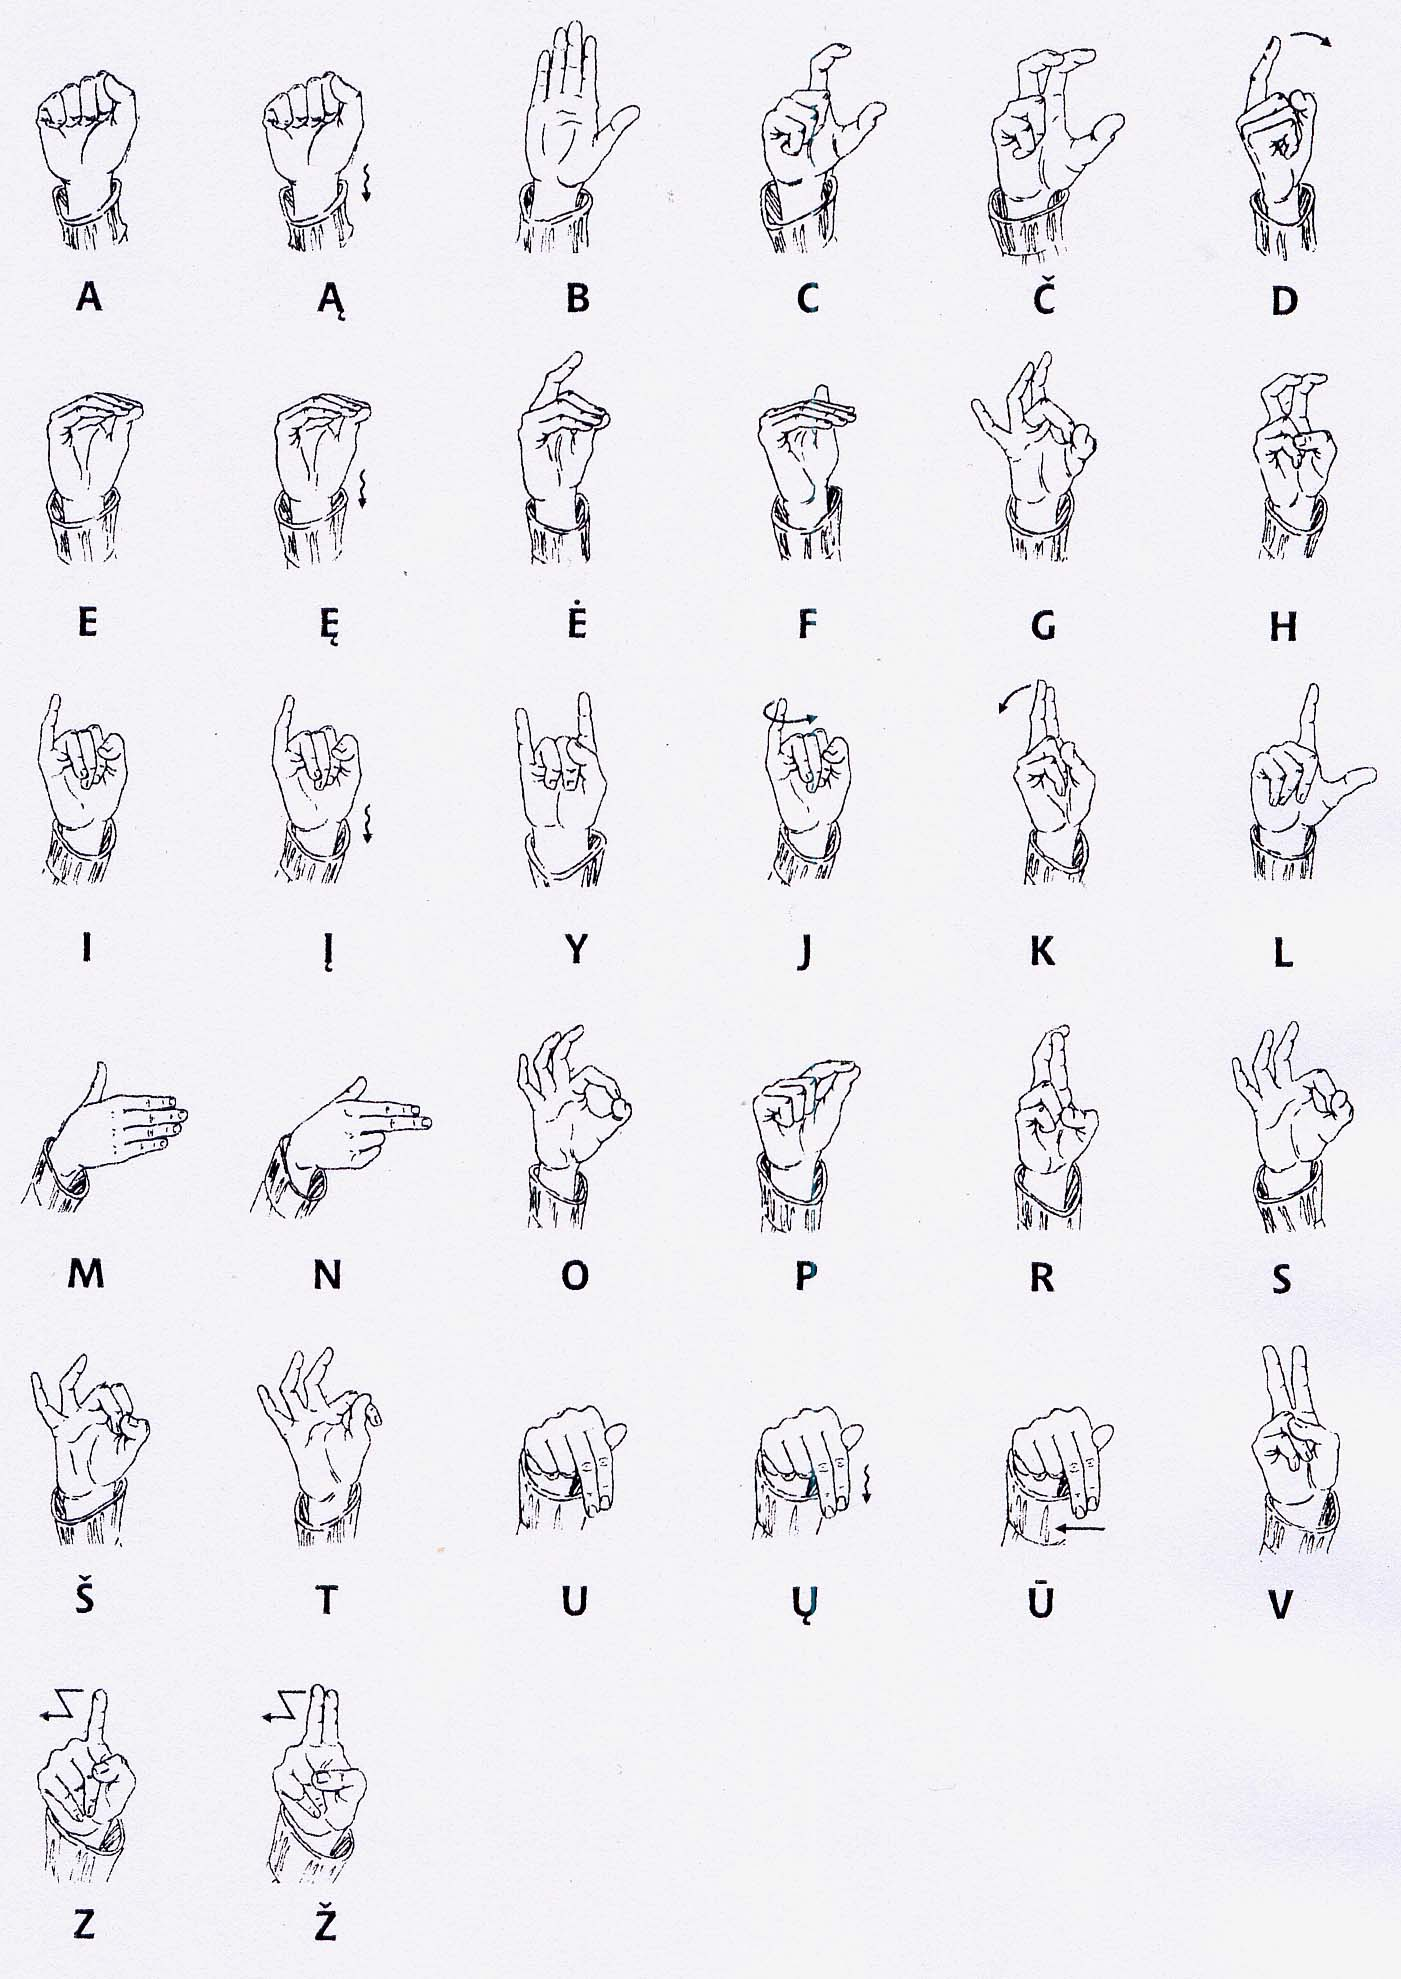 A Ą B C Č D
E Ę Ė F G H
I Į Y J K L
M N O P R S
Š T U Ų Ū V
Z Ž